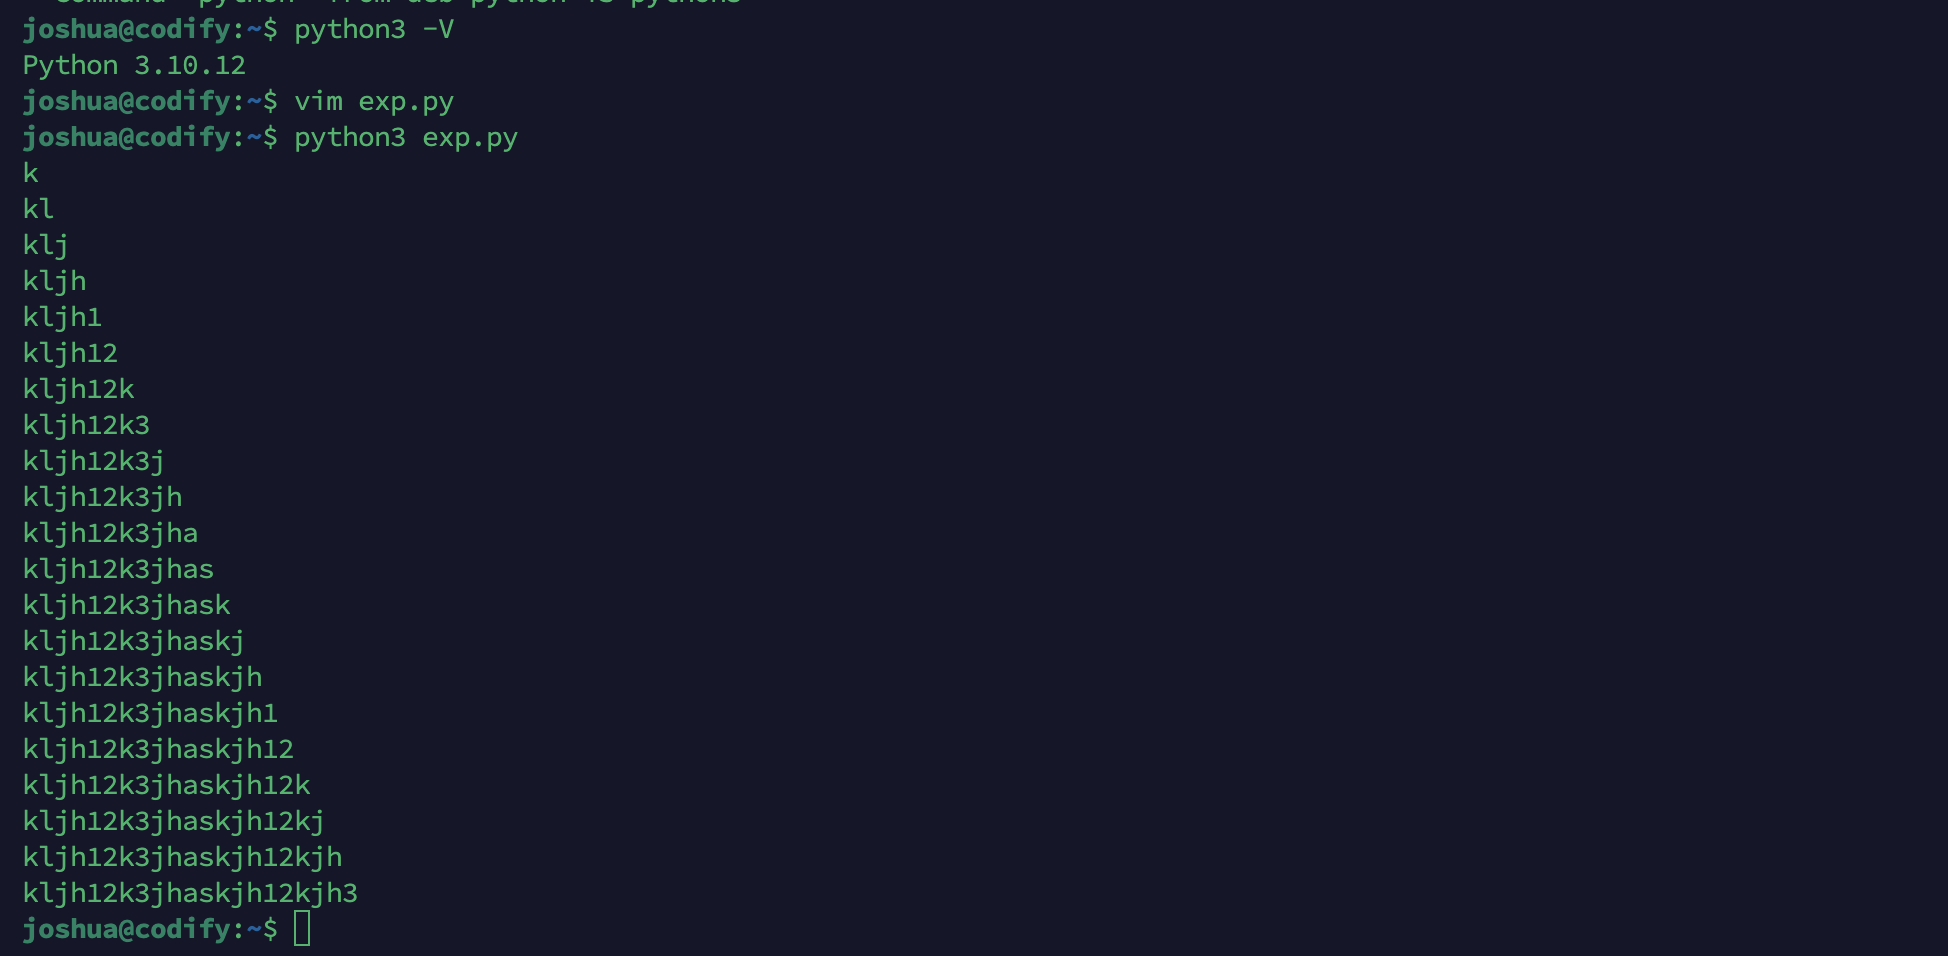 joshua@codify:~$ python3 -V
Python 3.10.12
joshua@codify:~$ vim exp.py
joshua@codify:~$ python3 exp.py
k
kl
klj
kljh
kljh1
kljh12
kljh12k
kljh12k3
kljh12k3j
kljh12k3jh
kljh12k3jha
kljh12k3jhas
kljh12k3jhask
kljh12k3jhaskj
kljh12k3jhaskjh
kljh12k3jhaskjh1
kljh12k3jhaskjh12
kljh12k3jhaskjh12k
kljh12k3jhaskjh12kj
kljh12k3jhaskjh12kjh
kljh12k3jhaskjh12kjh3
joshua@codify:~$